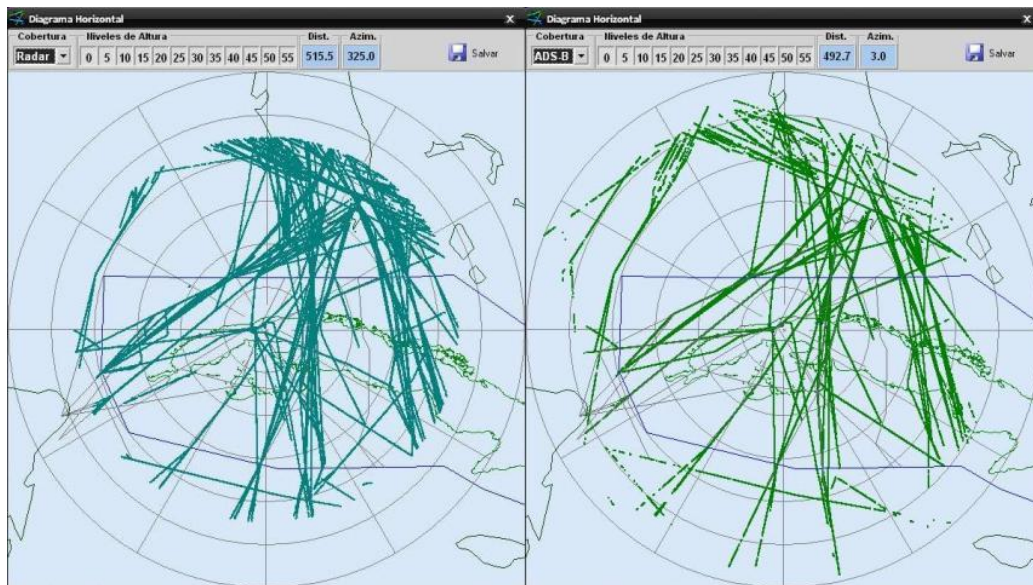 Diagrama Horizontal X
Cobertura Niveles de Altura Dist. Azim.
Radar 0 5 10 15 20 25 30 35 40 45 50 55 515.5 325.0 Salvar
Diagrama Horizontal X
Cobertura Niveles de Altura Dist. Azim.
ADS-B 0 5 10 15 20 25 30 35 40 45 50 55 492.7 3.0 Salvar